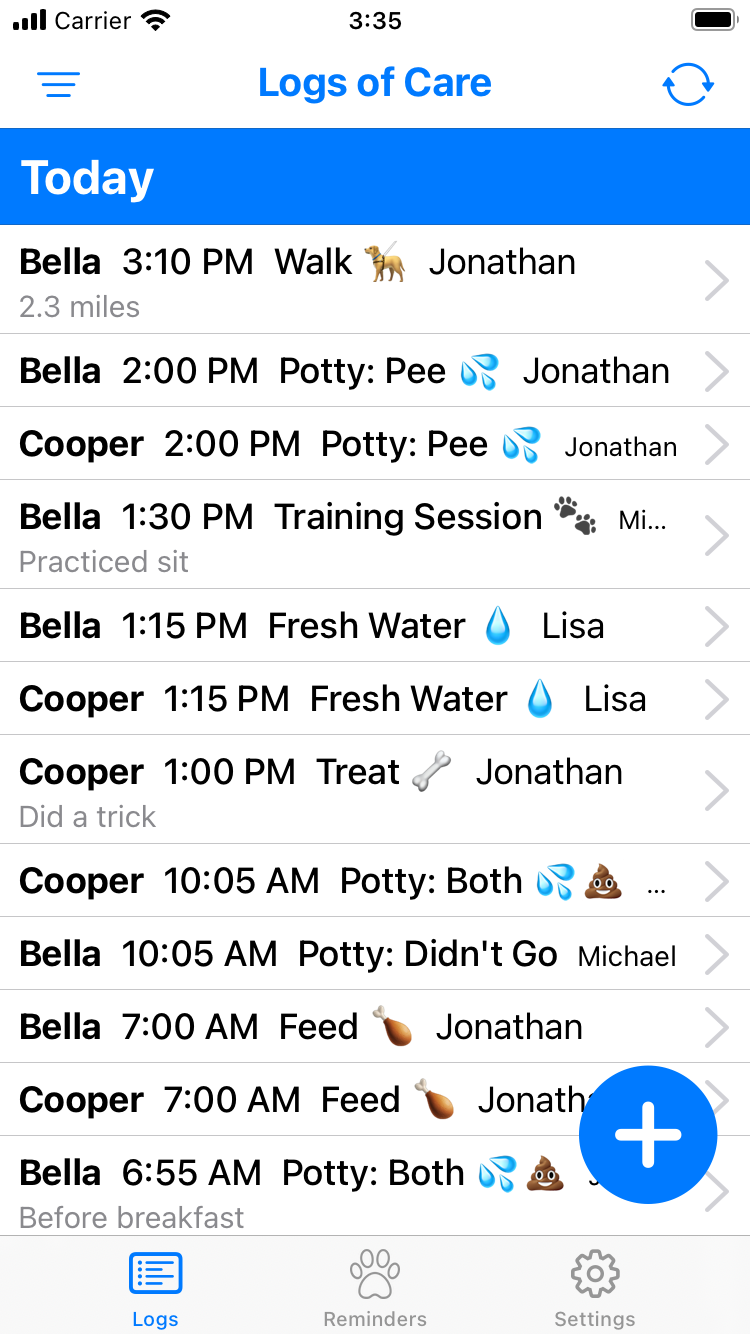 Carrier 3:35
Logs of Care
Today
Bella 3:10 PM Walk 🦮 Jonathan
2.3 miles
Bella 2:00 PM Potty: Pee 💦 Jonathan
Cooper 2:00 PM Potty: Pee 💦 Jonathan
Bella 1:30 PM Training Session 🐾 Mi...
Practiced sit
Bella 1:15 PM Fresh Water 💧 Lisa
Cooper 1:15 PM Fresh Water 💧 Lisa
Cooper 1:00 PM Treat 🦴 Jonathan
Did a trick
Cooper 10:05 AM Potty: Both 💦💩 ...
Bella 10:05 AM Potty: Didn't Go Michael
Bella 7:00 AM Feed 🍗 Jonathan
Cooper 7:00 AM Feed 🍗 Jonath
Bella 6:55 AM Potty: Both 💦💩
Before breakfast
Logs Reminders Settings